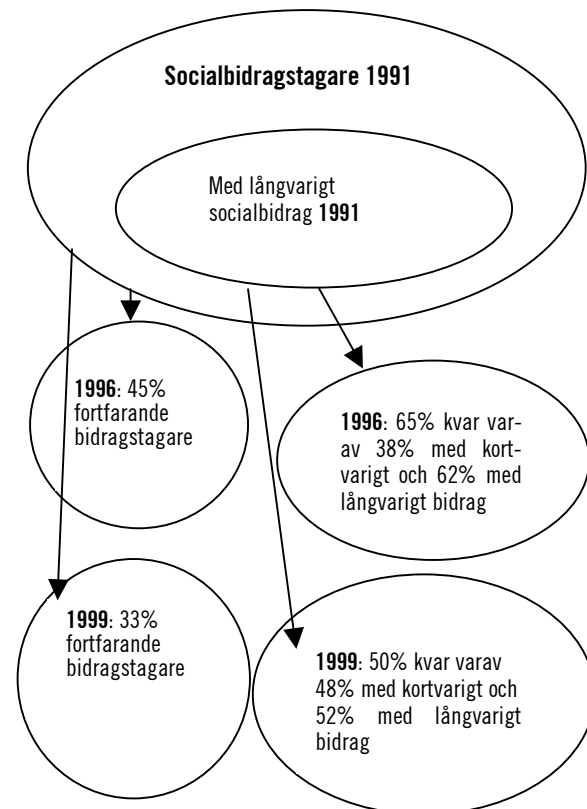 Socialbidragstagare 1991
Med långvarigt
socialbidrag 1991
1996: 45%
fortfarande
bidragstagare
1996: 65% kvar var-
av 38% med kort-
varigt och 62% med
långvarigt bidrag
1999: 33%
fortfarande
bidragstagare
1999: 50% kvar varav
48% med kortvarigt och
52% med långvarigt
bidrag